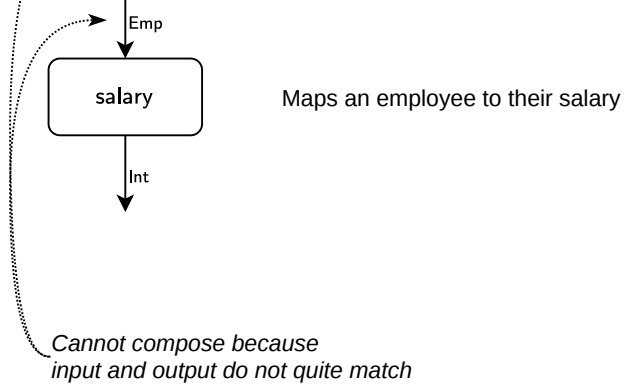 Emp
salary
Maps an employee to their salary
Int
Cannot compose because
input and output do not quite match